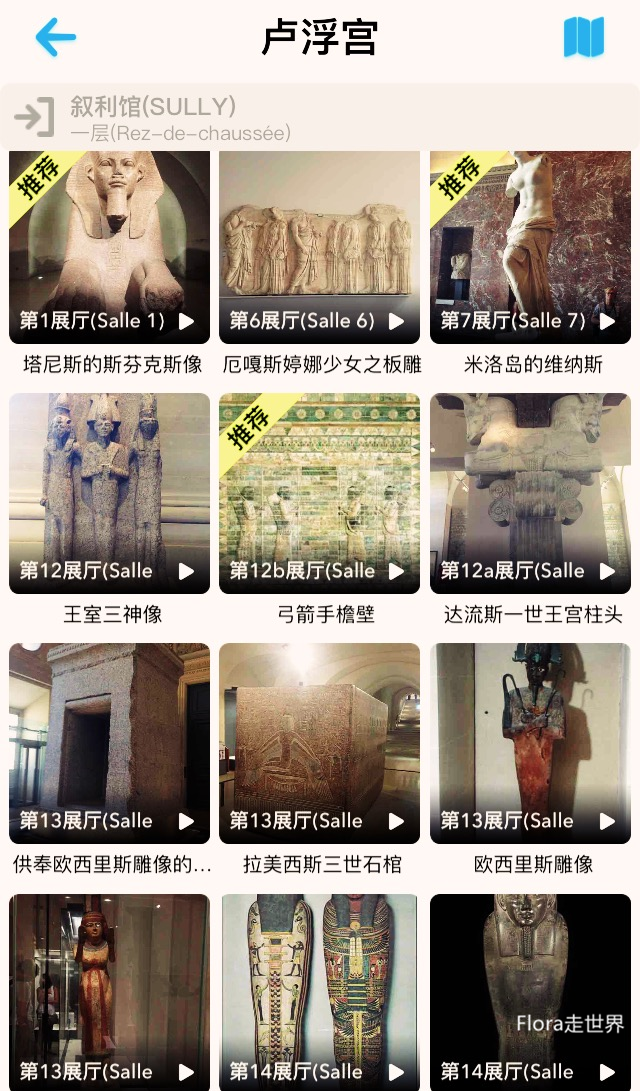 卢浮宫
叙利馆(SULLY)
一层(Rez-de-chaussée)
推荐
推荐
第1展厅(Salle 1)
第6展厅(Salle 6)
第7展厅(Salle 7)
塔尼斯的斯芬克斯像
厄嘎斯婷娜少女之板雕
米洛岛的维纳斯
推荐
第12展厅(Salle
第12b展厅(Salle
第12a展厅(Salle
王室三神像
弓箭手檐壁
达流斯一世王宫柱头
第13展厅(Salle
第13展厅(Salle
第13展厅(Salle
供奉欧西里斯雕像的...
拉美西斯三世石棺
欧西里斯雕像
Flora走世界
第13展厅(Salle
第14展厅(Salle
第14展厅(Salle